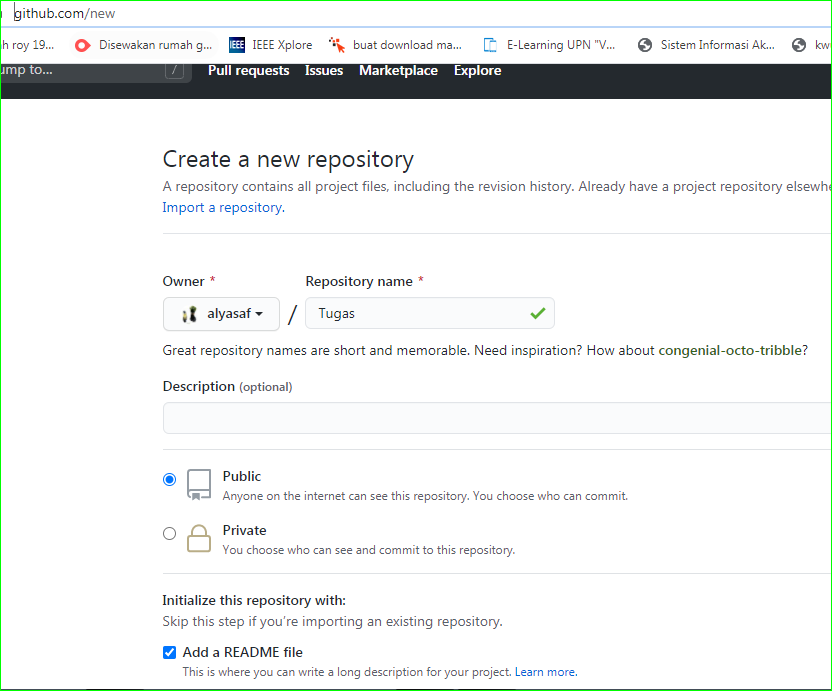 github.com/new
h roy 19... Disewakan rumah g... IEEE IEEE Xplore buat download ma... E-Learning UPN "V... Sistem Informasi Ak... kw
ump to... / Pull requests Issues Marketplace Explore
Create a new repository
A repository contains all project files, including the revision history. Already have a project repository elsewhe
Import a repository.
Owner * Repository name *
alyasaf / Tugas
Great repository names are short and memorable. Need inspiration? How about congenial-octo-tribble?
Description (optional)
Public
Anyone on the internet can see this repository. You choose who can commit.
Private
You choose who can see and commit to this repository.
Initialize this repository with:
Skip this step if you're importing an existing repository.
Add a README file
This is where you can write a long description for your project. Learn more.